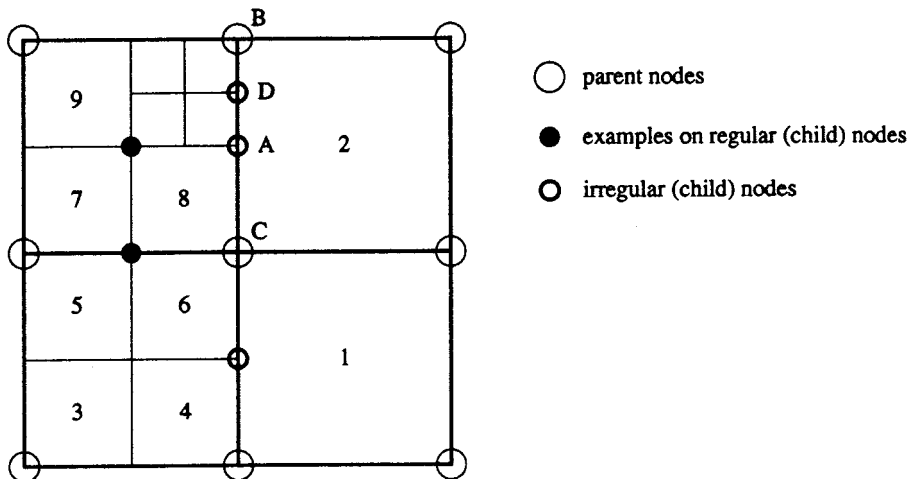 B
9
D
A
2
7
8
C
5
6
1
3
4
parent nodes
examples on regular (child) nodes
irregular (child) nodes